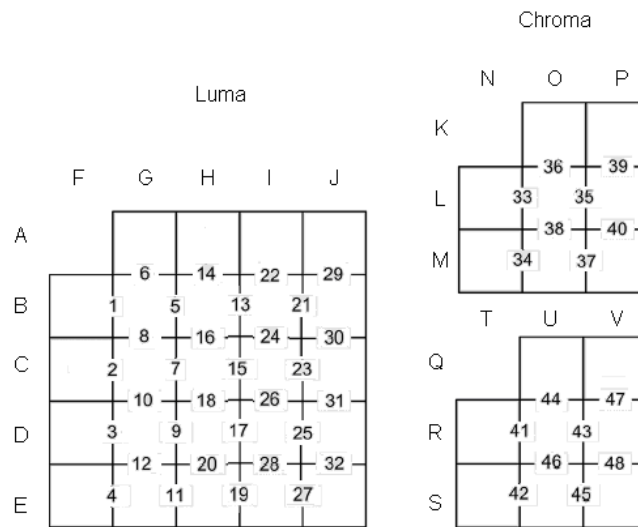 Chroma
N O P
Luma
K
36 39
F G H I J
L 33 35
38 40
A
M 34 37
6 14 22 29
B 1 5 13 21
T U V
8 16 24 30
Q
C 2 7 15 23
10 18 26 31
44 47
D 3 9 17 25
R 41 43
12 20 28 32
46 48
E 4 11 19 27
S 42 45